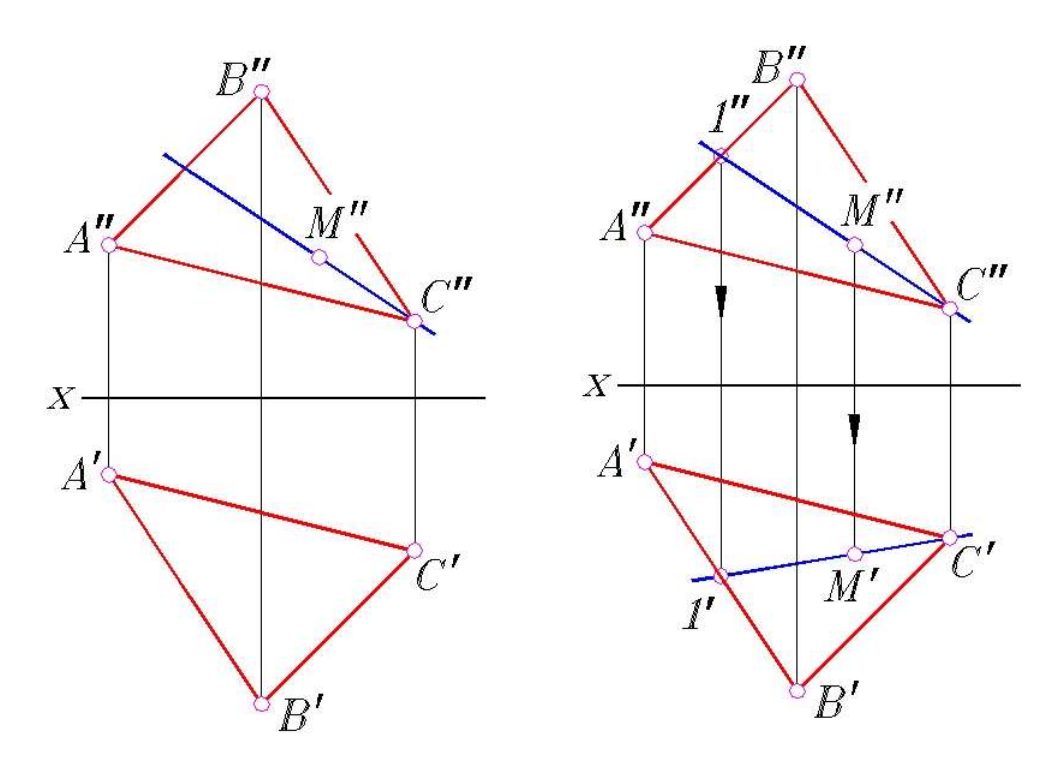 B″
M″
A″
C″
X
A′
C′
B′
B″
1″
M″
A″
C″
X
A′
C′
M′
1′
B′